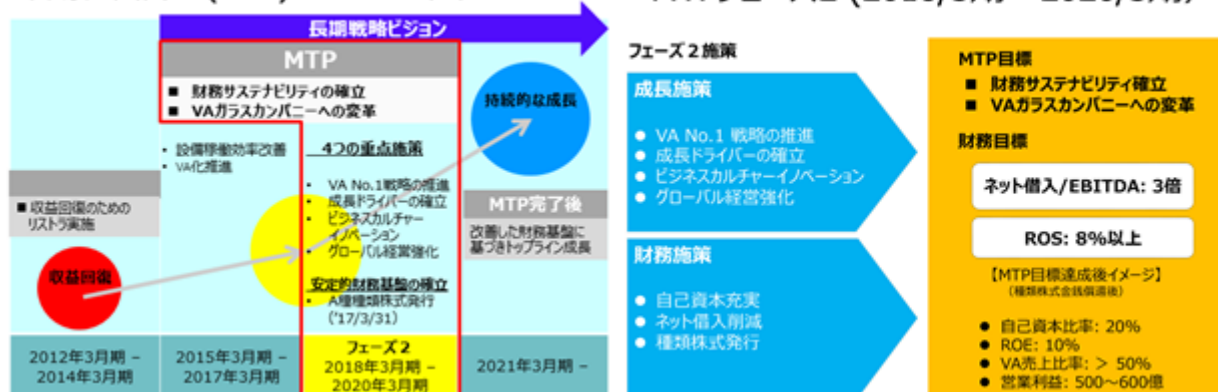 長期戦略ビジョン
MTP
■ 財務サステナビリティの確立
■ VAガラスカンパニーへの変革
• 設備稼働効率改善
• VA化推進
4つの重点施策
• VA No.1戦略の推進
• 成長ドライバーの確立
• ビジネスカルチャー
イノベーション
• グローバル経営強化
安定的財務基盤の確立
• A種種類株式発行
('17/3/31)
■ 収益回復のための
リストラ実施
収益回復
持続的な成長
MTP完了後
改善した財務基盤に
基づきトップライン成長
2012年3月期 –
2014年3月期
2015年3月期 –
2017年3月期
フェーズ2
2018年3月期 –
2020年3月期
2021年3月期 –
フェーズ2施策
成長施策
● VA No.1 戦略の推進
● 成長ドライバーの確立
● ビジネスカルチャーイノベーション
● グローバル経営強化
財務施策
● 自己資本充実
● ネット借入削減
● 種類株式発行
MTP目標
■ 財務サステナビリティ確立
■ VAガラスカンパニーへの変革
財務目標
ネット借入/EBITDA: 3倍
ROS: 8%以上
【MTP目標達成後イメージ】
(種類株式金銭償還後)
● 自己資本比率: 20%
● ROE: 10%
● VA売上比率: > 50%
● 営業利益: 500～600億